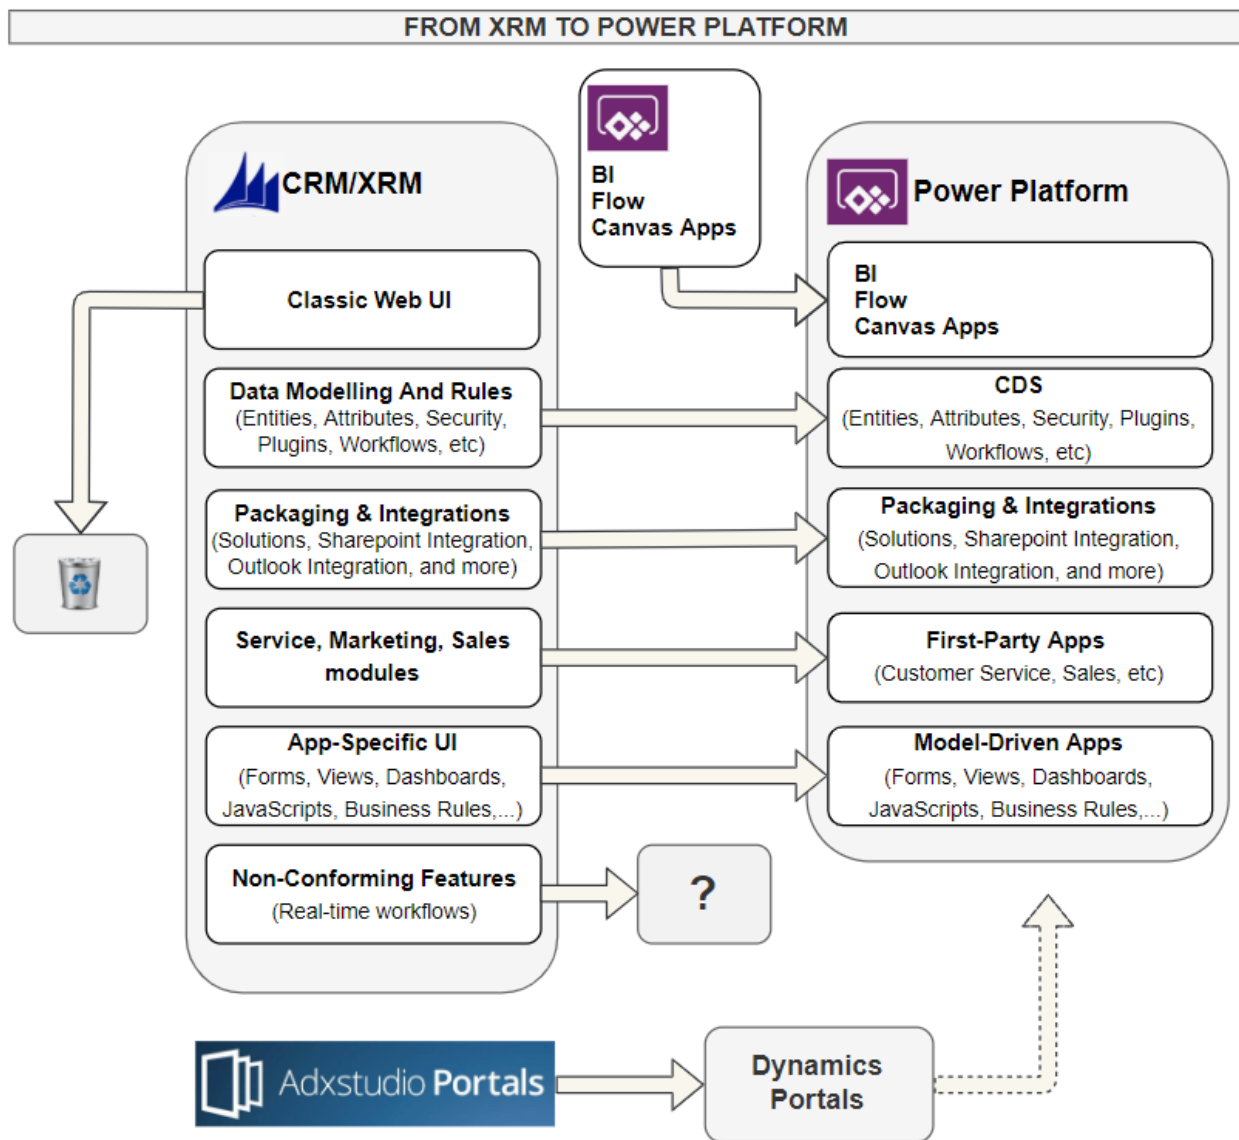 FROM XRM TO POWER PLATFORM
BI
Flow
Canvas Apps
CRM/XRM
Classic Web UI
Data Modelling And Rules
(Entities, Attributes, Security,
Plugins, Workflows, etc)
Packaging & Integrations
(Solutions, Sharepoint Integration,
Outlook Integration, and more)
Service, Marketing, Sales
modules
App-Specific UI
(Forms, Views, Dashboards,
JavaScripts, Business Rules,...)
Non-Conforming Features
(Real-time workflows)
?
Power Platform
BI
Flow
Canvas Apps
CDS
(Entities, Attributes, Security, Plugins,
Workflows, etc)
Packaging & Integrations
(Solutions, Sharepoint Integration,
Outlook Integration, and more)
First-Party Apps
(Customer Service, Sales, etc)
Model-Driven Apps
(Forms, Views, Dashboards,
JavaScripts, Business Rules,...)
Adxstudio Portals
Dynamics
Portals